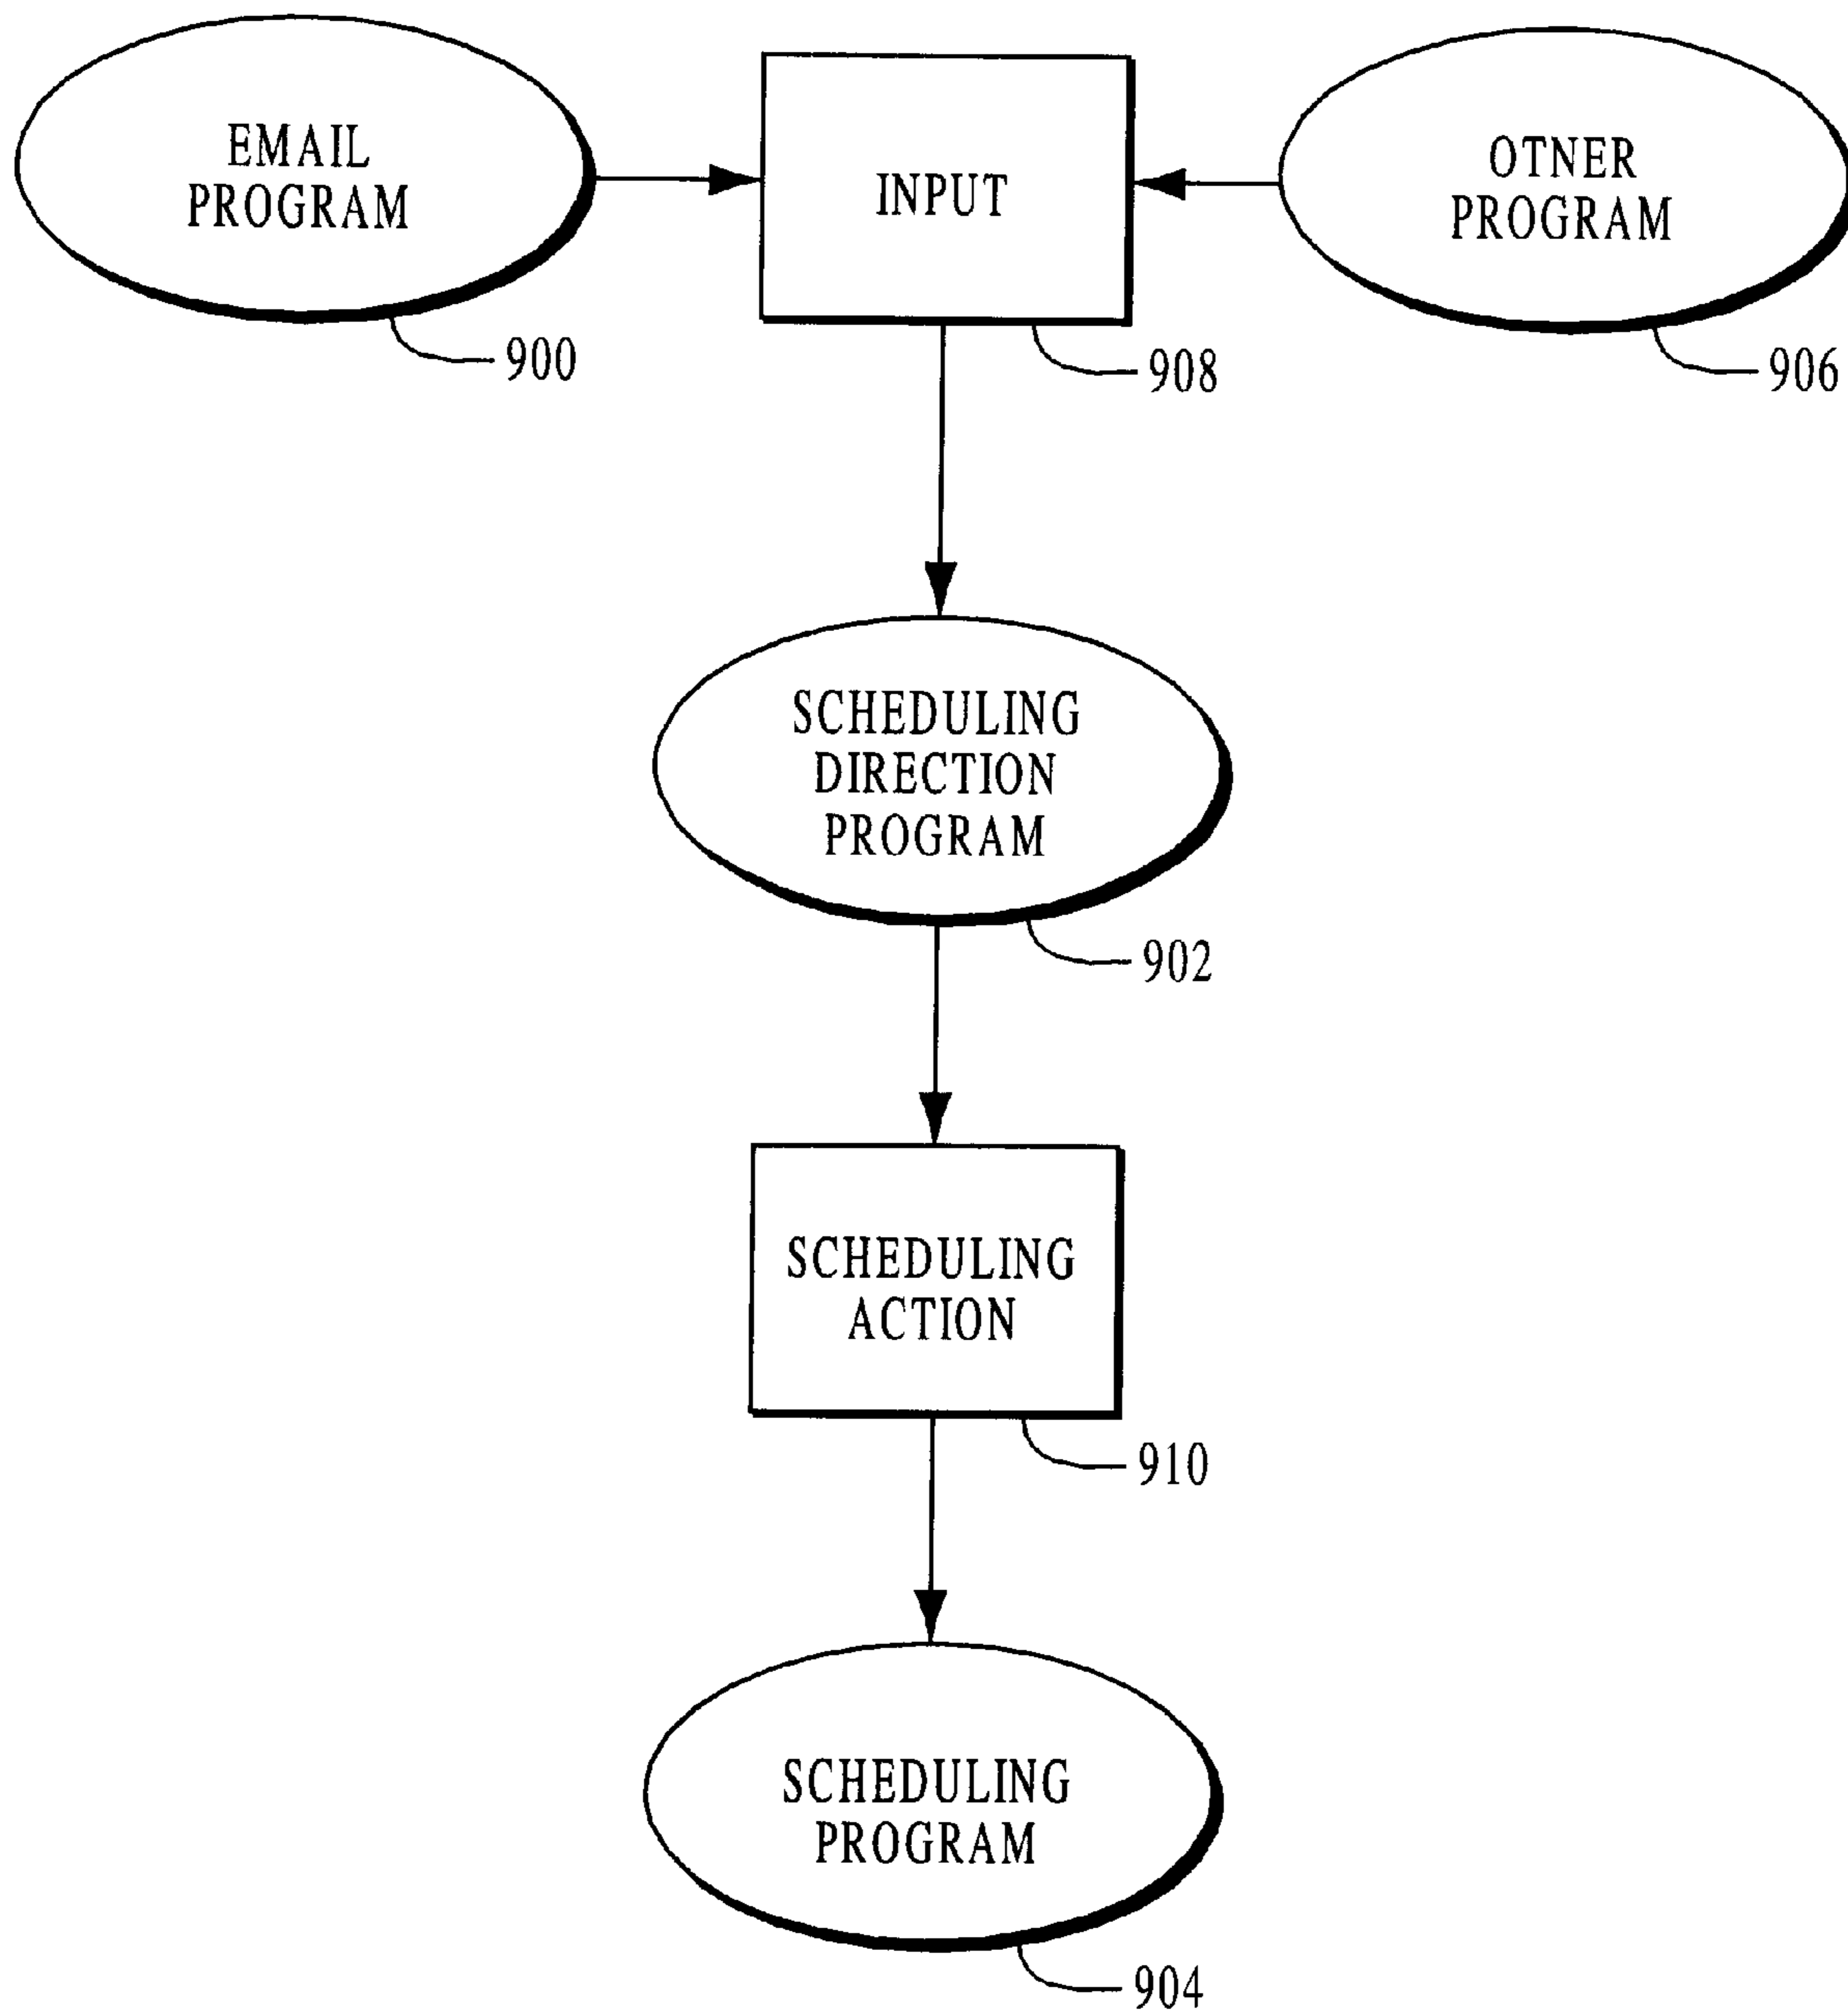 EMAIL
PROGRAM
INPUT
OTNER
PROGRAM
900
908
906
SCHEDULING
DIRECTION
PROGRAM
902
SCHEDULING
ACTION
910
SCHEDULING
PROGRAM
904